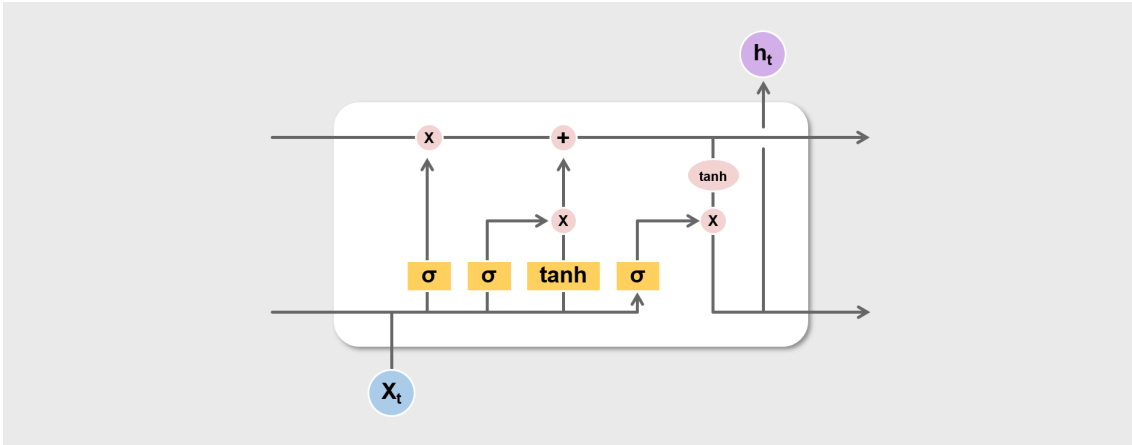 ht
x +
tanh
x x
σ σ tanh σ
Xt